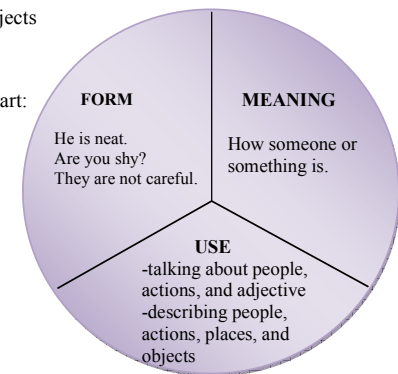 jects
art:
FORM
He is neat.
Are you shy?
They are not careful.
MEANING
How someone or
something is.
USE
-talking about people,
actions, and adjective
-describing people,
actions, places, and
objects